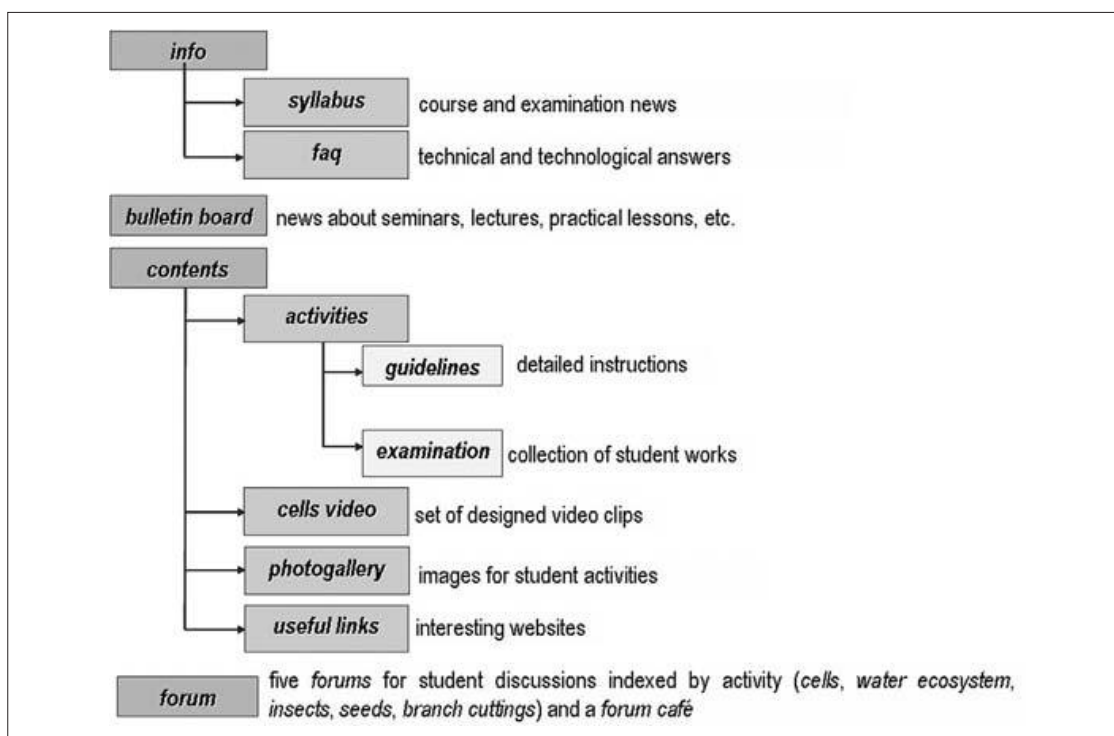 info
syllabus course and examination news
faq technical and technological answers
bulletin board news about seminars, lectures, practical lessons, etc.
contents
activities
guidelines detailed instructions
examination collection of student works
cells video set of designed video clips
photogallery images for student activities
useful links interesting websites
forum five forums for student discussions indexed by activity (cells, water ecosystem,
insects, seeds, branch cuttings) and a forum café